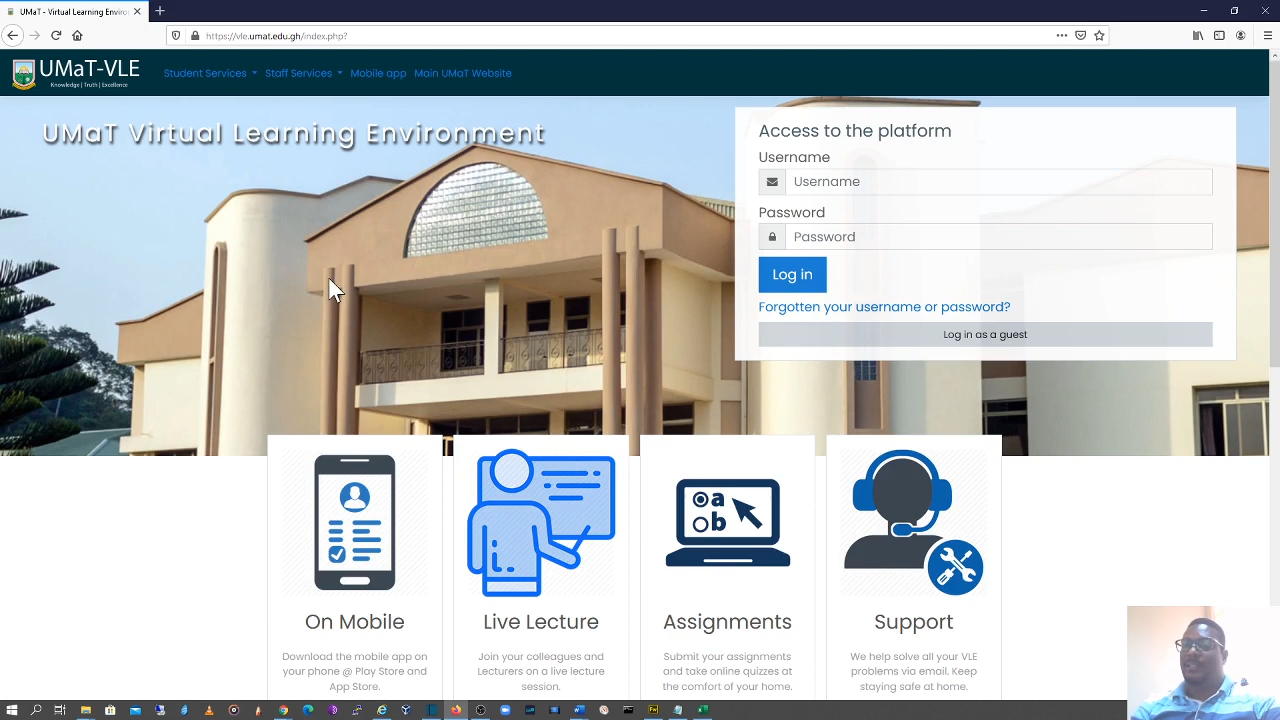 UMaT - Virtual Learning Enviro
https://vle.umat.edu.gh/index.php?
UMaT-VLE
Knowledge | Truth | Excellence
Student Services
Staff Services
Mobile app
Main UMaT Website
UMaT Virtual Learning Environment
Access to the platform
Username
Username
Password
Password
Log in
Forgotten your username or password?
Log in as a guest
a
b
On Mobile
Download the mobile app on
your phone @ Play Store and
App Store.
Live Lecture
Join your colleagues and
Lecturers on a live lecture
session.
Assignments
Submit your assignments
and take online quizzes at
the comfort of your home.
Support
We help solve all your VLE
problems via email. Keep
staying safe at home.